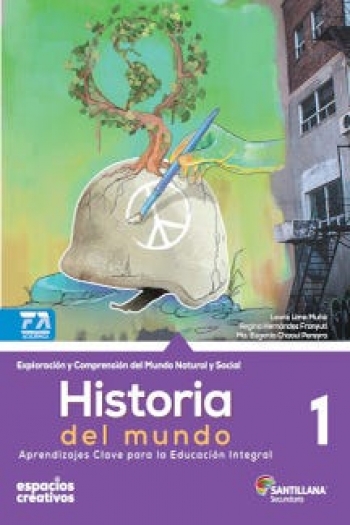 Laura Lima Muñiz
Regina Hernández Franyuti
Ma. Eugenia Chaoul Pereyra
Exploración y Comprensión del Mundo Natural y Social
Historia
del mundo
1
Aprendizajes Clave para la Educación Integral
espacios
creativos
SANTILLANA
Secundaria